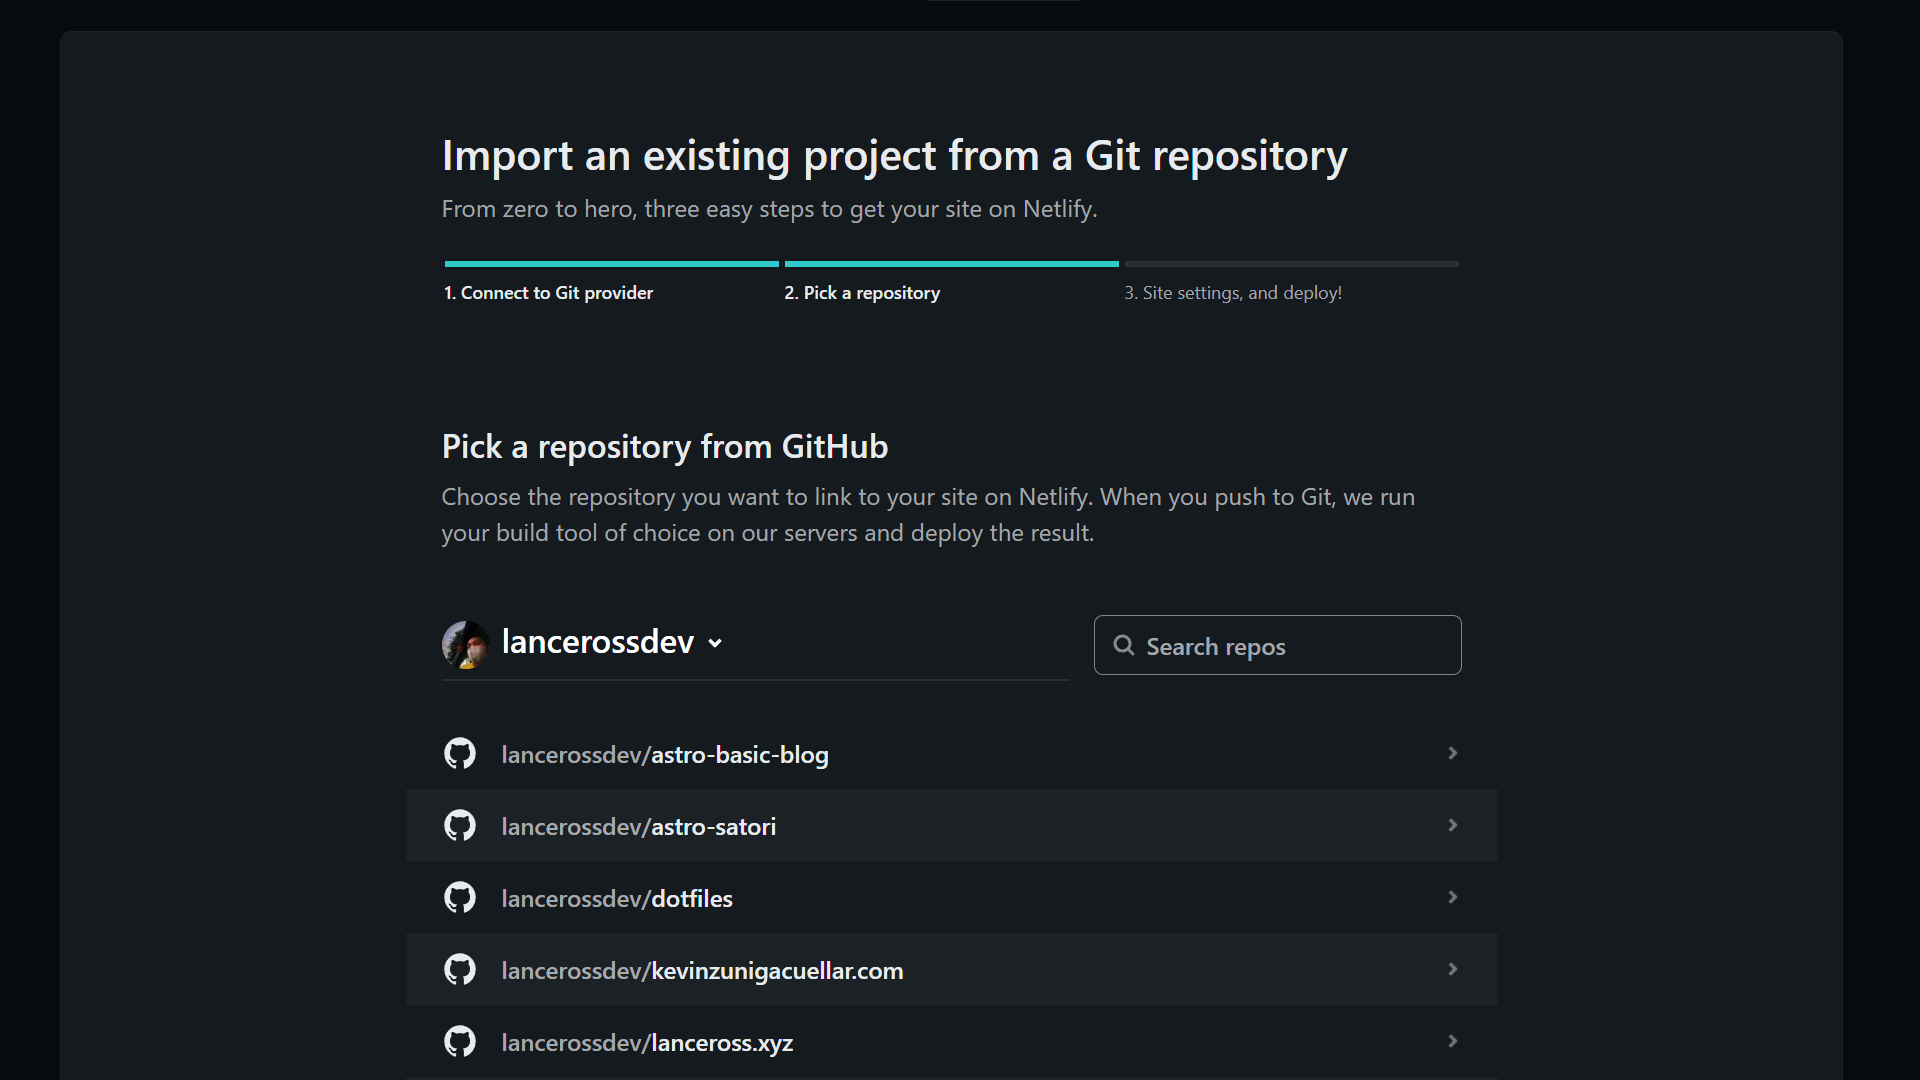 Import an existing project from a Git repository
From zero to hero, three easy steps to get your site on Netlify.
1. Connect to Git provider
2. Pick a repository
3. Site settings, and deploy!
Pick a repository from GitHub
Choose the repository you want to link to your site on Netlify. When you push to Git, we run
your build tool of choice on our servers and deploy the result.
lancerossdev
Search repos
lancerossdev/astro-basic-blog
lancerossdev/astro-satori
lancerossdev/dotfiles
lancerossdev/kevinzunigacuellar.com
lancerossdev/lanceross.xyz